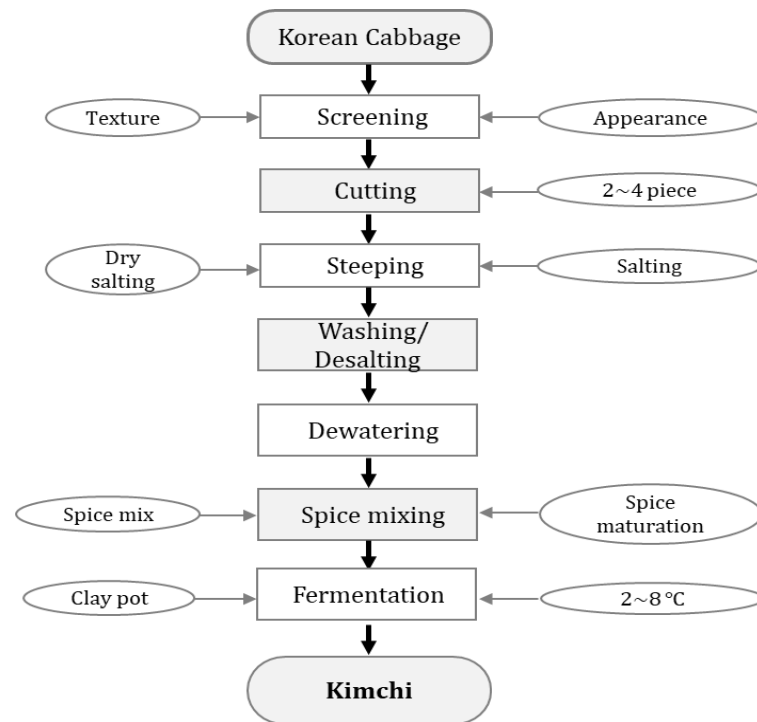 Korean Cabbage
Texture
Screening
Appearance
Cutting
2~4 piece
Dry
salting
Steeping
Salting
Washing/
Desalting
Dewatering
Spice mix
Spice mixing
Spice
maturation
Clay pot
Fermentation
2~8 ℃
Kimchi